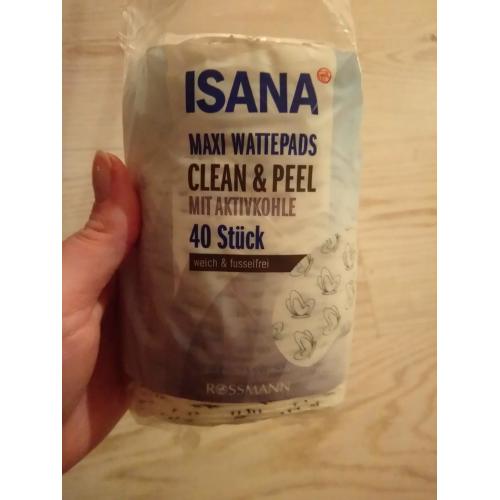 ISANA
MAXI WATTEPADS
CLEAN & PEEL
MIT AKTIVKOHLE
40 Stück
weich & fusselfrei
ROSSMANN